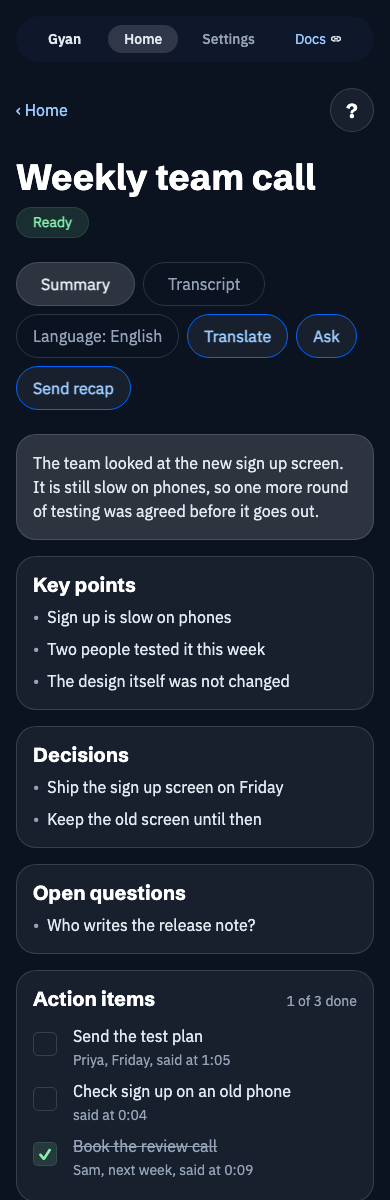 Gyan
Home
Settings
Docs
‹ Home
?
Weekly team call
Ready
Summary
Transcript
Language: English
Translate
Ask
Send recap
The team looked at the new sign up screen.
It is still slow on phones, so one more round
of testing was agreed before it goes out.
Key points
• Sign up is slow on phones
• Two people tested it this week
• The design itself was not changed
Decisions
• Ship the sign up screen on Friday
• Keep the old screen until then
Open questions
• Who writes the release note?
Action items
1 of 3 done
Send the test plan
Priya, Friday, said at 1:05
Check sign up on an old phone
said at 0:04
Book the review call
Sam, next week, said at 0:09